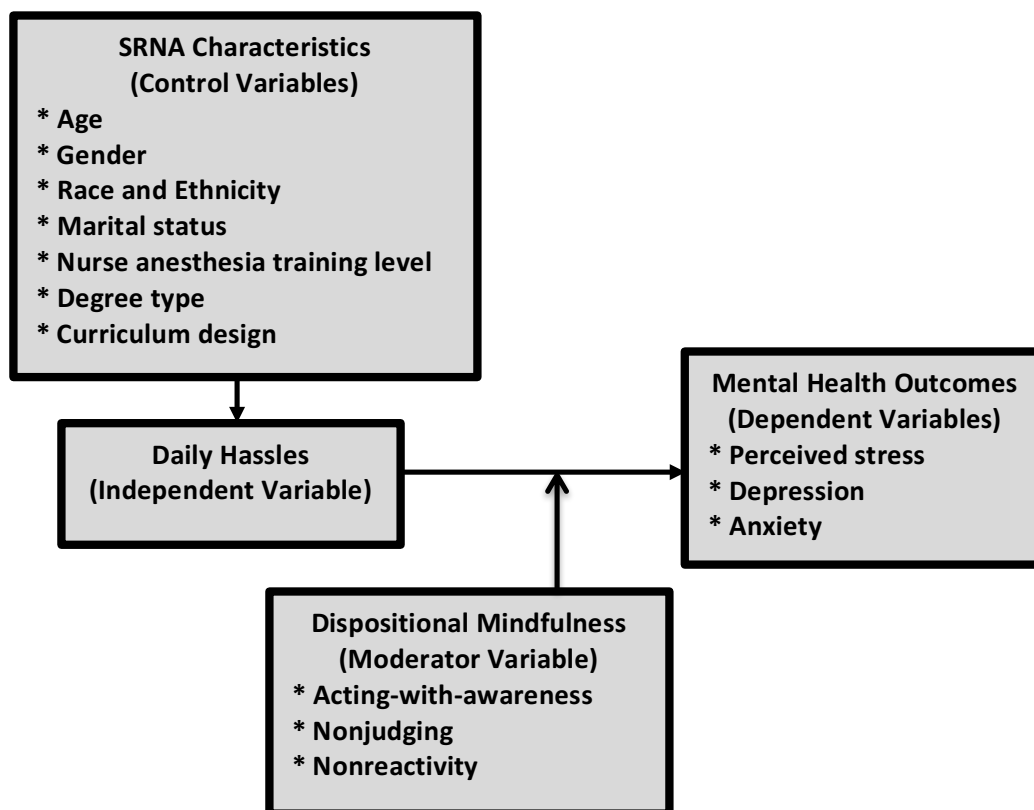 SRNA Characteristics
(Control Variables)
* Age
* Gender
* Race and Ethnicity
* Marital status
* Nurse anesthesia training level
* Degree type
* Curriculum design
Daily Hassles
(Independent Variable)
Mental Health Outcomes
(Dependent Variables)
* Perceived stress
* Depression
* Anxiety
Dispositional Mindfulness
(Moderator Variable)
* Acting-with-awareness
* Nonjudging
* Nonreactivity